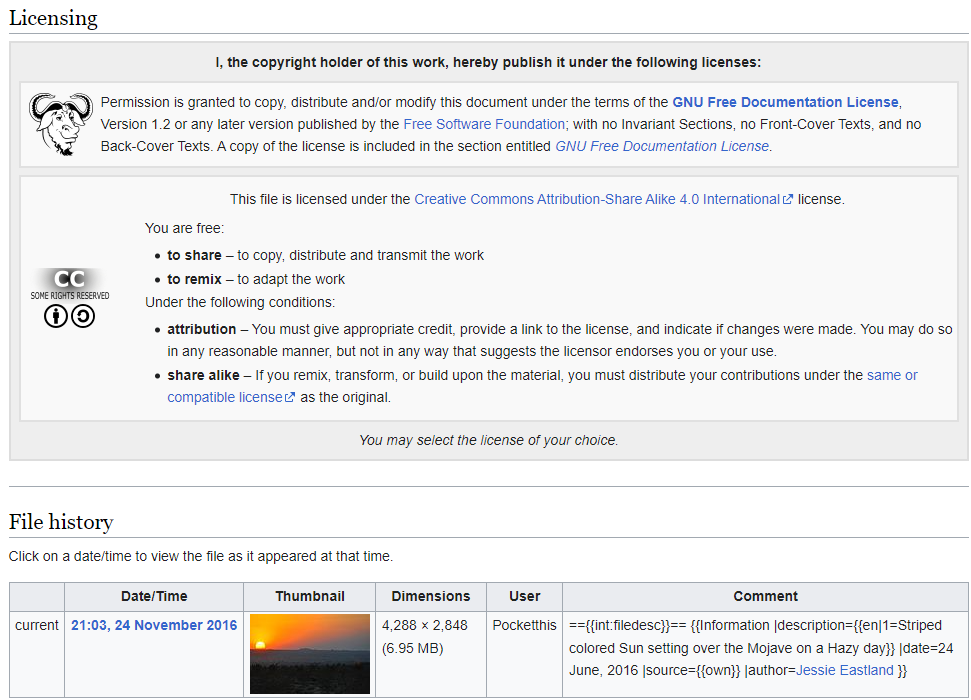 Licensing
I, the copyright holder of this work, hereby publish it under the following licenses:
Permission is granted to copy, distribute and/or modify this document under the terms of the GNU Free Documentation License,
Version 1.2 or any later version published by the Free Software Foundation; with no Invariant Sections, no Front-Cover Texts, and no
Back-Cover Texts. A copy of the license is included in the section entitled GNU Free Documentation License.
This file is licensed under the Creative Commons Attribution-Share Alike 4.0 International license.
You are free:
• to share – to copy, distribute and transmit the work
• to remix – to adapt the work
CC
SOME RIGHTS RESERVED
Under the following conditions:
• attribution – You must give appropriate credit, provide a link to the license, and indicate if changes were made. You may do so
in any reasonable manner, but not in any way that suggests the licensor endorses you or your use.
• share alike – If you remix, transform, or build upon the material, you must distribute your contributions under the same or
compatible license as the original.
You may select the license of your choice.
File history
Click on a date/time to view the file as it appeared at that time.
Date/Time Thumbnail Dimensions User Comment
current 21:03, 24 November 2016 4,288 × 2,848 Pocketthis =={{int:filedesc}}== {{Information |description={{en|1=Striped
(6.95 MB) colored Sun setting over the Mojave on a Hazy day}} |date=24
June, 2016 |source={{own}} |author=Jessie Eastland }}